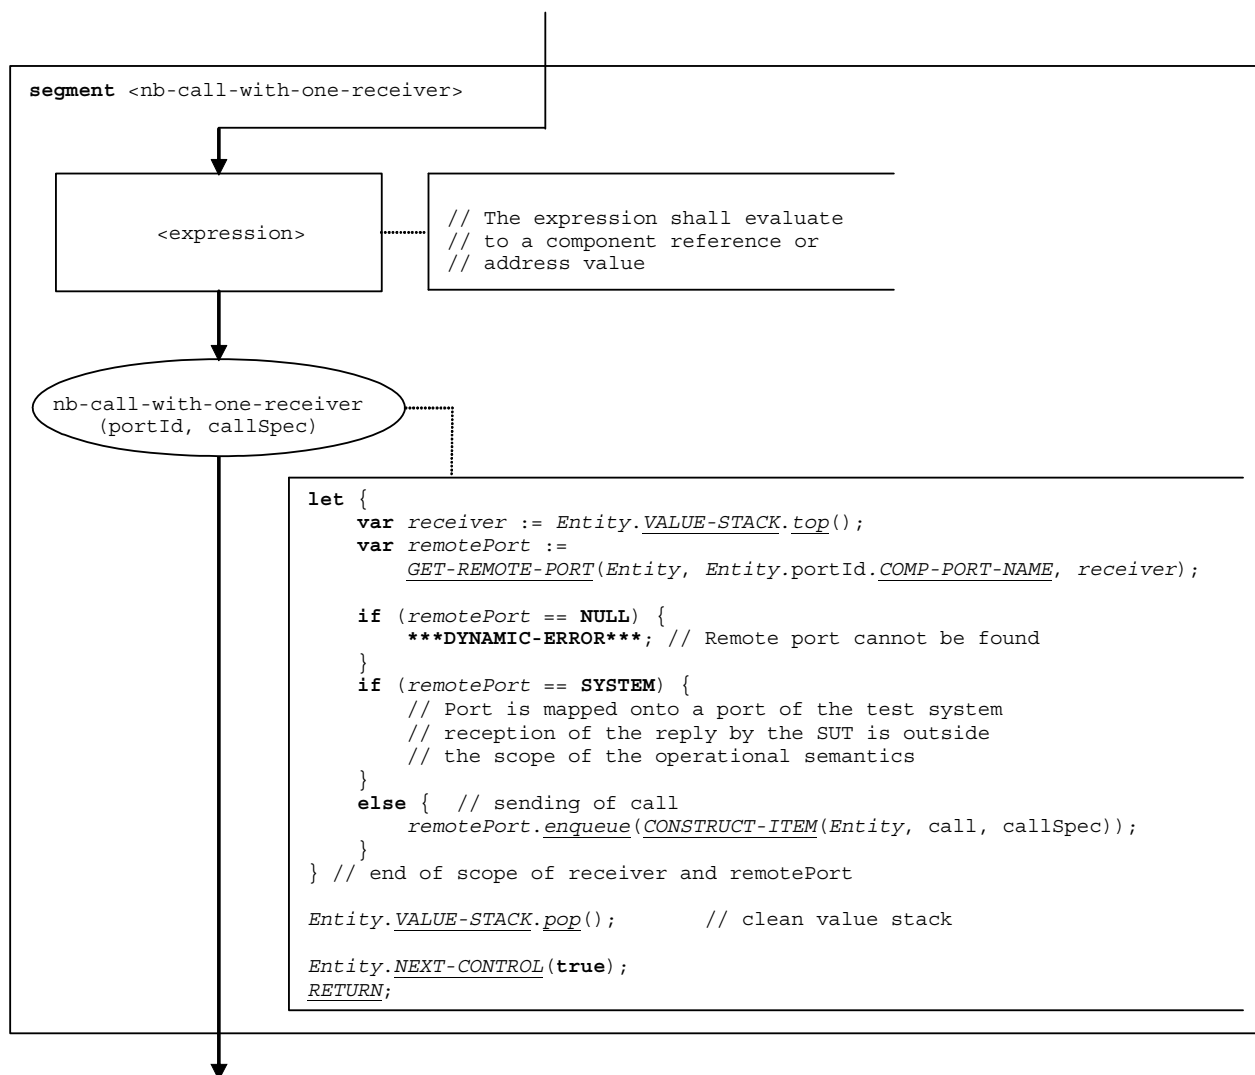 segment <nb-call-with-one-receiver>
<expression>
// The expression shall evaluate
// to a component reference or
// address value
nb-call-with-one-receiver
(portId, callSpec)
let {
    var receiver := Entity.VALUE-STACK.top();
    var remotePort :=
        GET-REMOTE-PORT(Entity, Entity.portId.COMP-PORT-NAME, receiver);
    if (remotePort == NULL) {
        ***DYNAMIC-ERROR***; // Remote port cannot be found
    }
    if (remotePort == SYSTEM) {
        // Port is mapped onto a port of the test system
        // reception of the reply by the SUT is outside
        // the scope of the operational semantics
    }
    else {  // sending of call
        remotePort.enqueue(CONSTRUCT-ITEM(Entity, call, callSpec));
    }
} // end of scope of receiver and remotePort
Entity.VALUE-STACK.pop();       // clean value stack
Entity.NEXT-CONTROL(true);
RETURN;